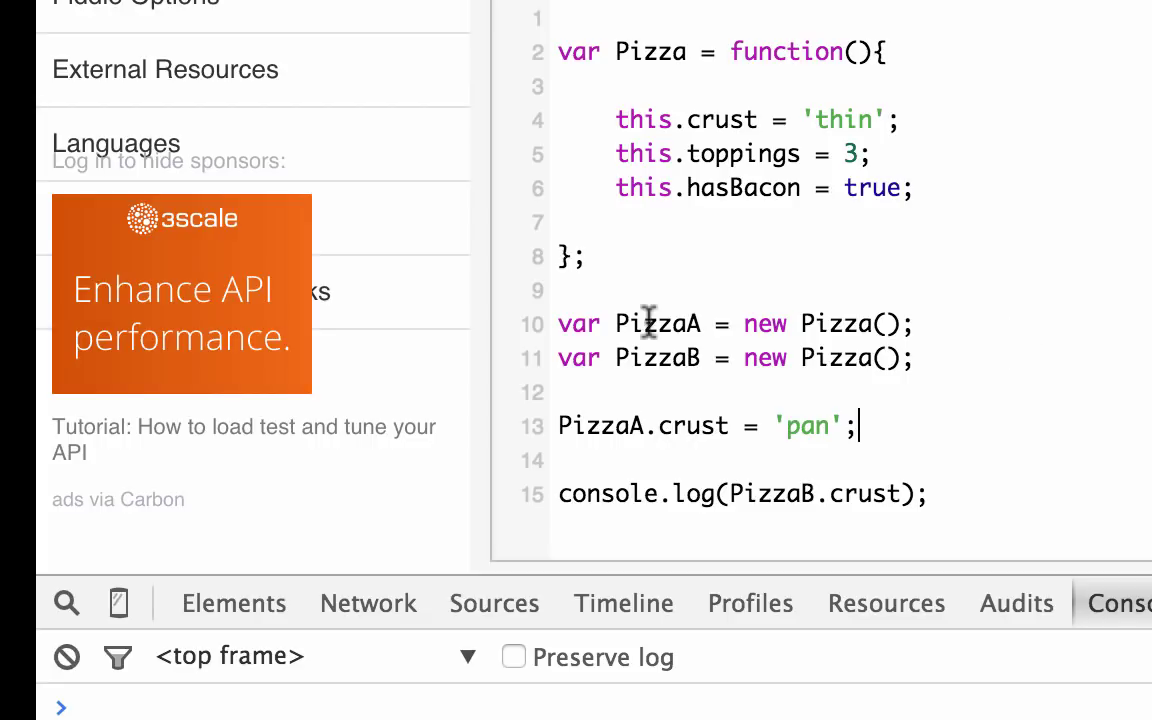 External Resources
Languages
Log in to hide sponsors:
3scale
Enhance API
performance.
ks
Tutorial: How to load test and tune your
API
ads via Carbon
1
2 var Pizza = function(){
3
4 this.crust = 'thin';
5 this.toppings = 3;
6 this.hasBacon = true;
7
8 };
9
10 var PizzaA = new Pizza();
11 var PizzaB = new Pizza();
12
13 PizzaA.crust = 'pan';
14
15 console.log(PizzaB.crust);
Elements Network Sources Timeline Profiles Resources Audits Conso
<top frame> ▼ Preserve log
>